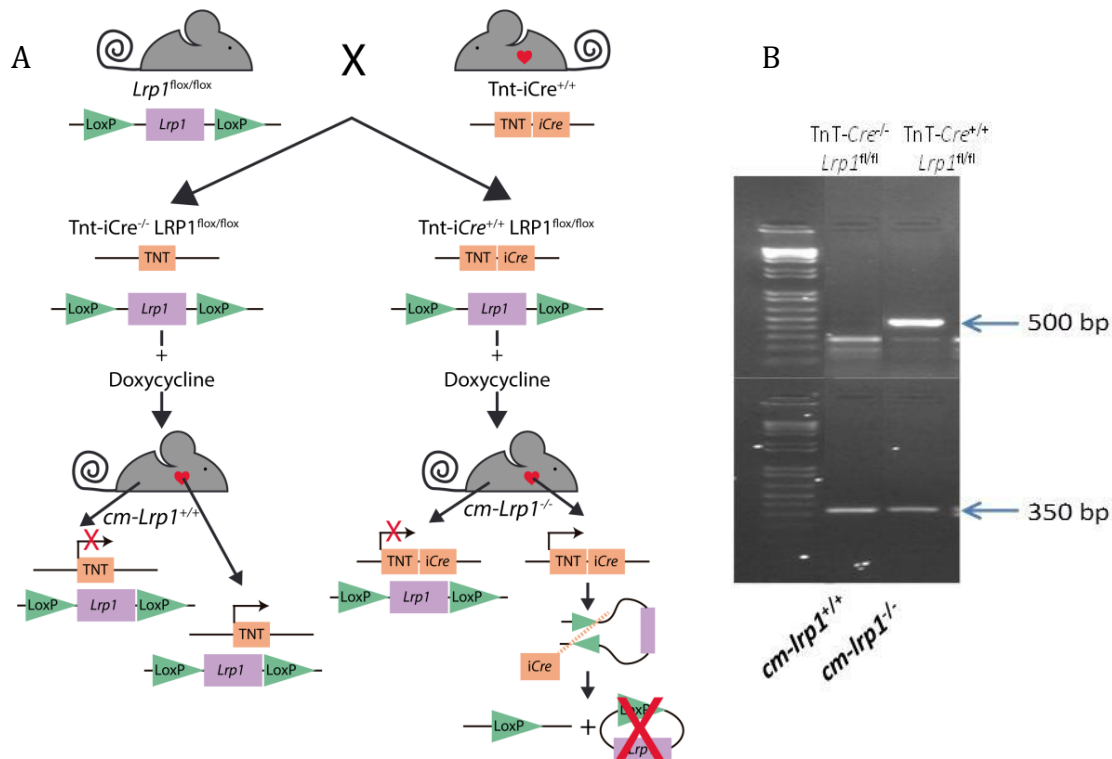 A
B
X
Lrp1flox/flox
Tnt-iCre+/+
LoxP Lrp1 LoxP
TNT iCre
Tnt-iCre-/- LRP1flox/flox
Tnt-iCre+/+ LRP1flox/flox
TNT
TNT iCre
LoxP Lrp1 LoxP
LoxP Lrp1 LoxP
+
+
Doxycycline
Doxycycline
cm-Lrp1+/+
cm-Lrp1-/-
X
TNT
LoxP Lrp1 LoxP
TNT
LoxP Lrp1 LoxP
X
TNT iCre
LoxP Lrp1 LoxP
TNT iCre
iCre
LoxP
+
LoxP
Lrp
TnT-Cre-/-
Lrp1fl/fl
TnT-Cre+/+
Lrp1fl/fl
500 bp
350 bp
cm-lrp1+/+
cm-lrp1-/-